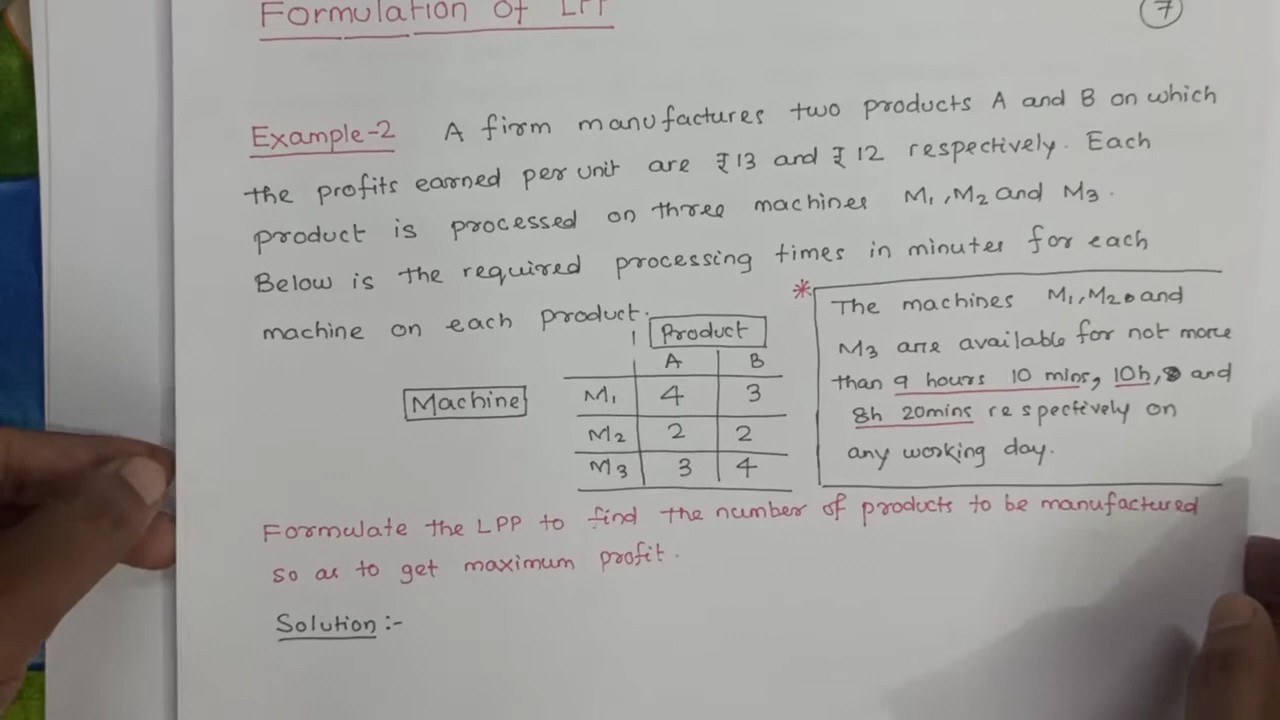 Formulation of LPP
7
Example-2 A firm manufactures two products A and B on which
the profits earned per unit are ₹13 and ₹12 respectively. Each
product is processed on three machines M₁,M₂ and M₃.
Below is the required processing times in minutes for each
machine on each product.
Product
A B
Machine
M₁ 4 3
M₂ 2 2
M₃ 3 4
* The machines M₁,M₂ and
M₃ are available for not more
than 9 hours 10 mins, 10h, and
8h 20mins respectively on
any working day.
Formulate the LPP to find the number of products to be manufactured
so as to get maximum profit.
Solution :-